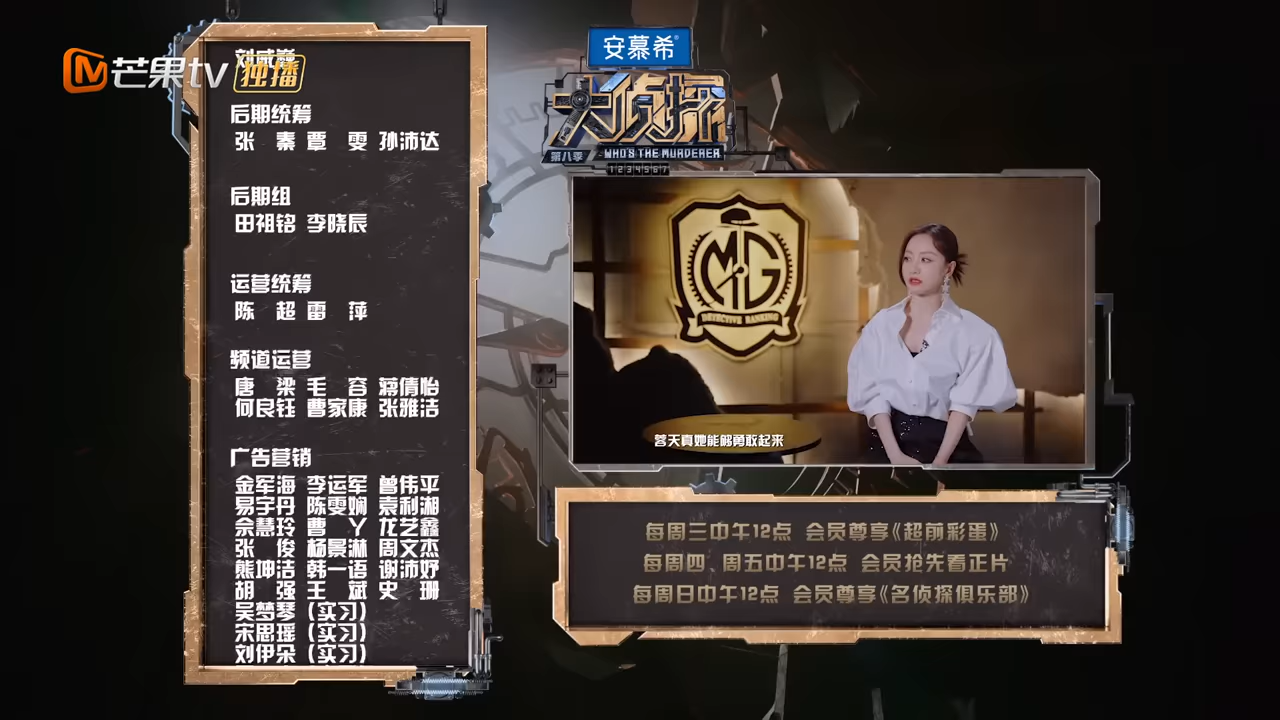 芒果tv
独播
刘威巍
后期统筹
张 秦 覃 雯 孙沛达
后期组
田祖铭 李晓辰
运营统筹
陈 超 雷 萍
频道运营
唐 梁 毛 容 蒋倩怡
何良钰 曹家康 张雅洁
广告营销
金军海 李运军 曾伟平
易宇丹 陈雯娴 袁利湘
佘慧玲 曹 丫 龙艺鑫
张 俊 杨景淋 周文杰
熊坤洁 韩一语 谢沛妤
胡 强 王 斌 史 珊
吴梦琴 (实习)
宋思瑶 (实习)
刘伊朵 (实习)
安慕希®
大侦探
第八季 WHO'S THE MURDERER
1234567
MG
DETECTIVE RANKING
答天真她能够勇敢起来
每周三中午12点 会员尊享《超前彩蛋》
每周四、周五中午12点 会员抢先看正片
每周日中午12点 会员尊享《名侦探俱乐部》